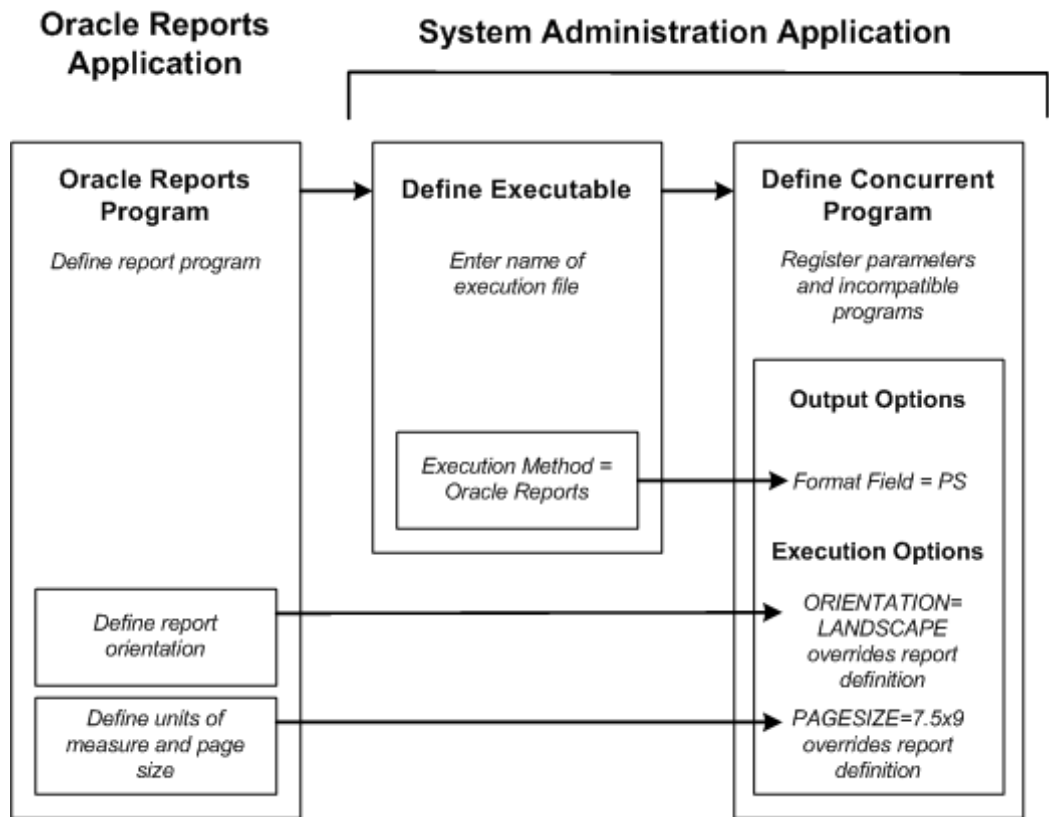 Oracle Reports
Application
System Administration Application
Oracle Reports
Program
Define report program
Define report
orientation
Define units of
measure and page
size
Define Executable
Enter name of
execution file
Execution Method =
Oracle Reports
Define Concurrent
Program
Register parameters
and incompatible
programs
Output Options
Format Field = PS
Execution Options
ORIENTATION=
LANDSCAPE
overrides report
definition
PAGESIZE=7.5x9
overrides report
definition